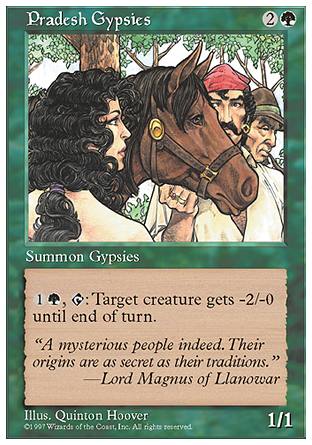 Pradesh Gypsies 2
Summon Gypsies
1 , : Target creature gets -2/-0
until end of turn.
“A mysterious people indeed. Their
origins are as secret as their traditions.”
—Lord Magnus of Llanowar
Illus. Quinton Hoover
©1997 Wizards of the Coast, Inc. All rights reserved.
1/1